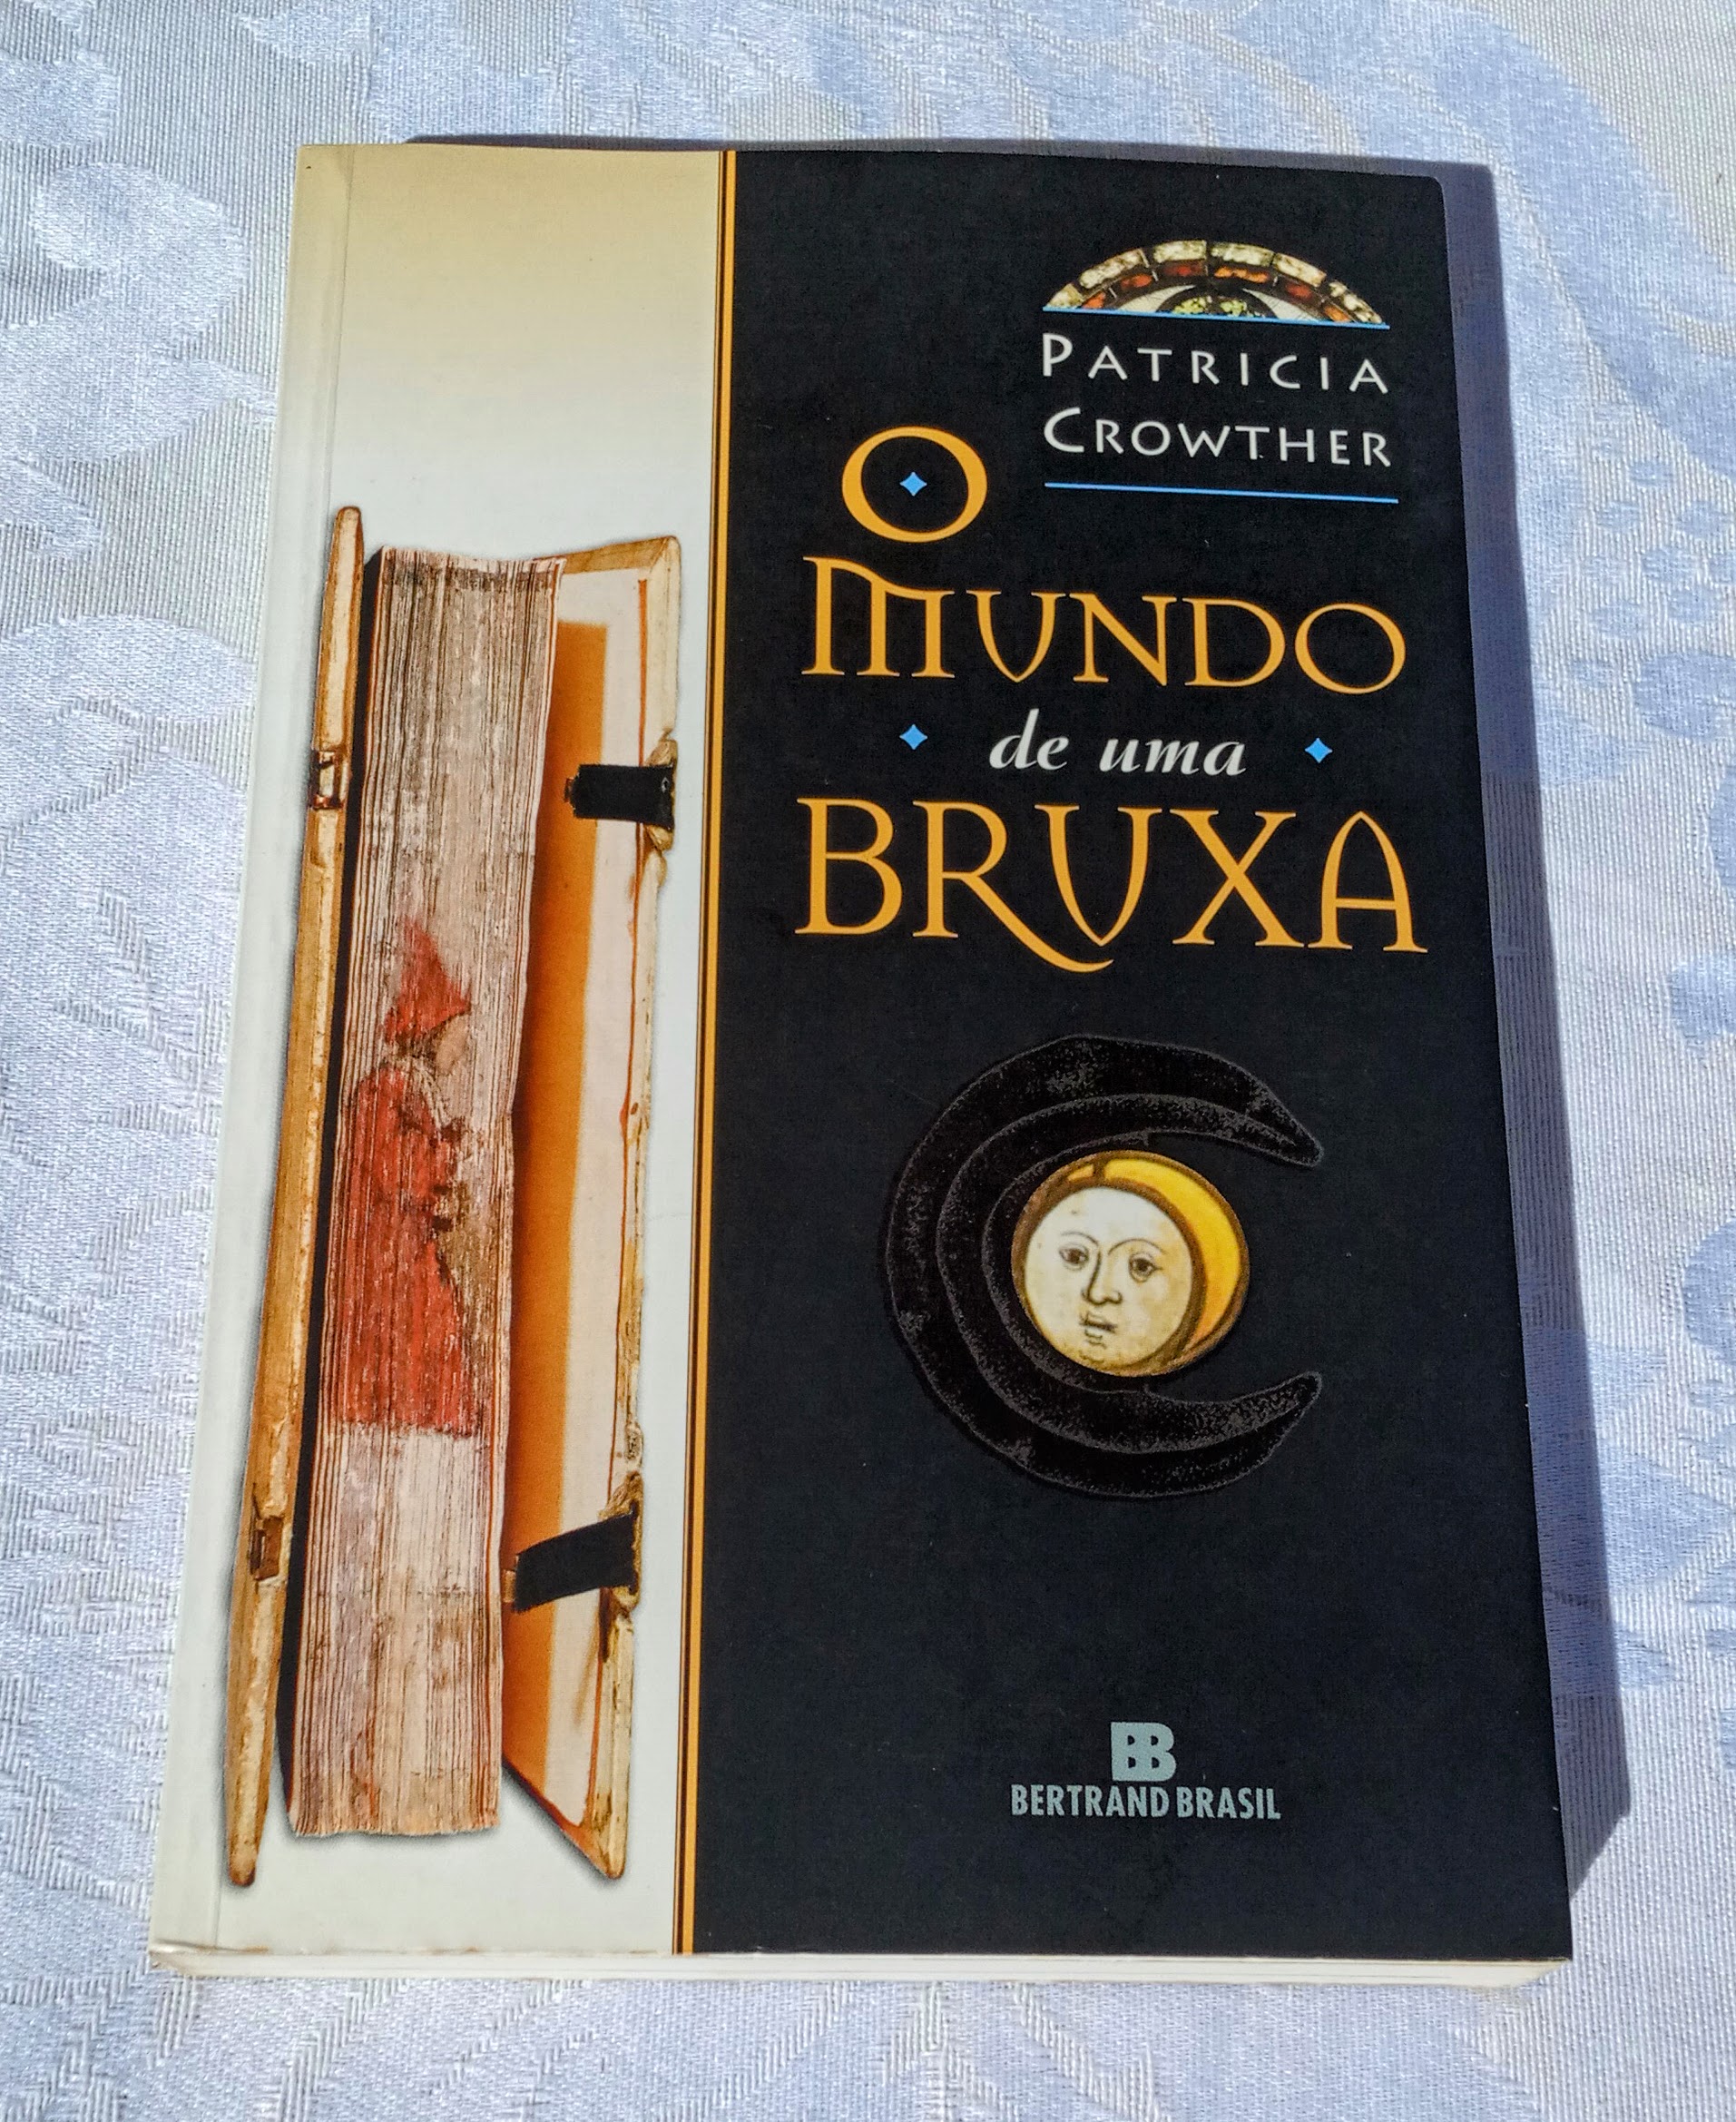 PATRICIA
CROWTHER
O
MUNDO
de uma
BRUXA
BB
BERTRAND BRASIL